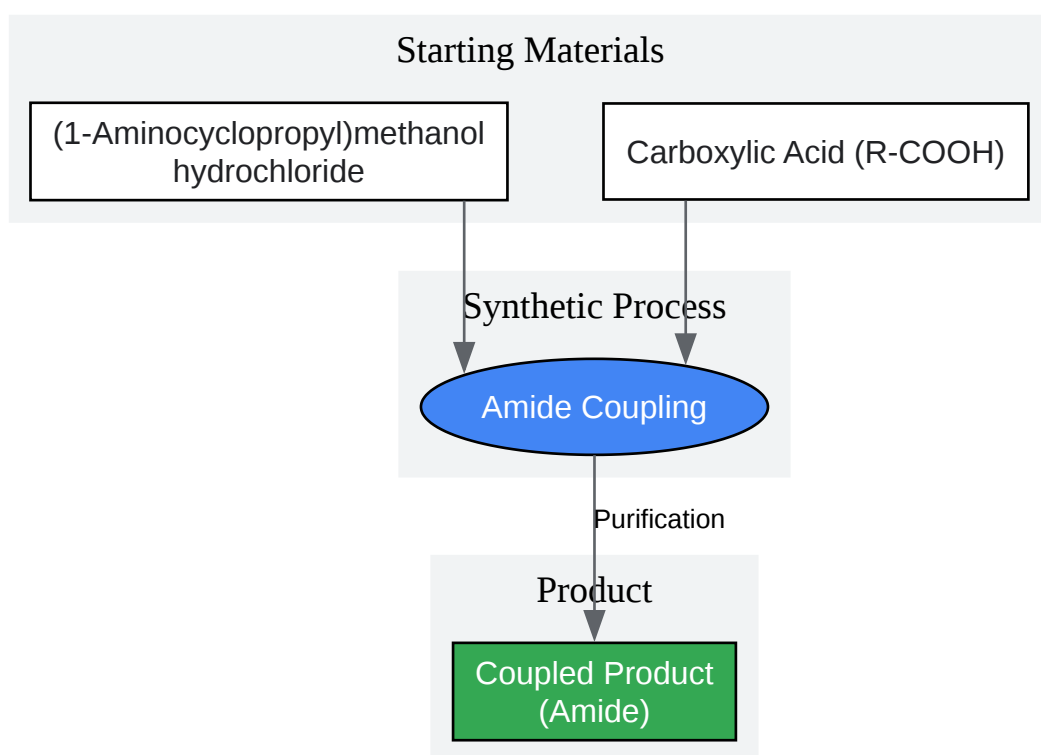 Starting Materials
(1-Aminocyclopropyl)methanol
hydrochloride
Carboxylic Acid (R-COOH)
Synthetic Process
Amide Coupling
Purification
Product
Coupled Product
(Amide)